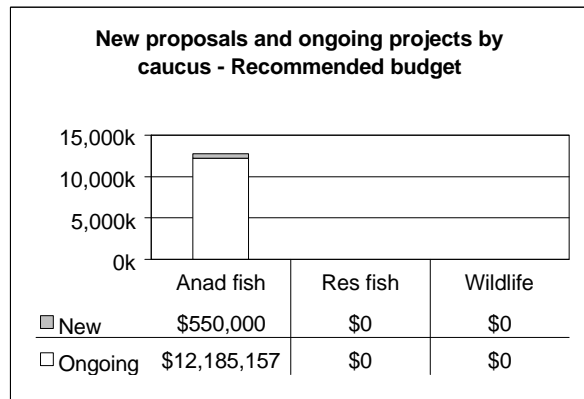 New proposals and ongoing projects by
caucus - Recommended budget
15,000k
10,000k
5,000k
0k
Anad fish Res fish Wildlife
New $550,000 $0 $0
Ongoing $12,185,157 $0 $0